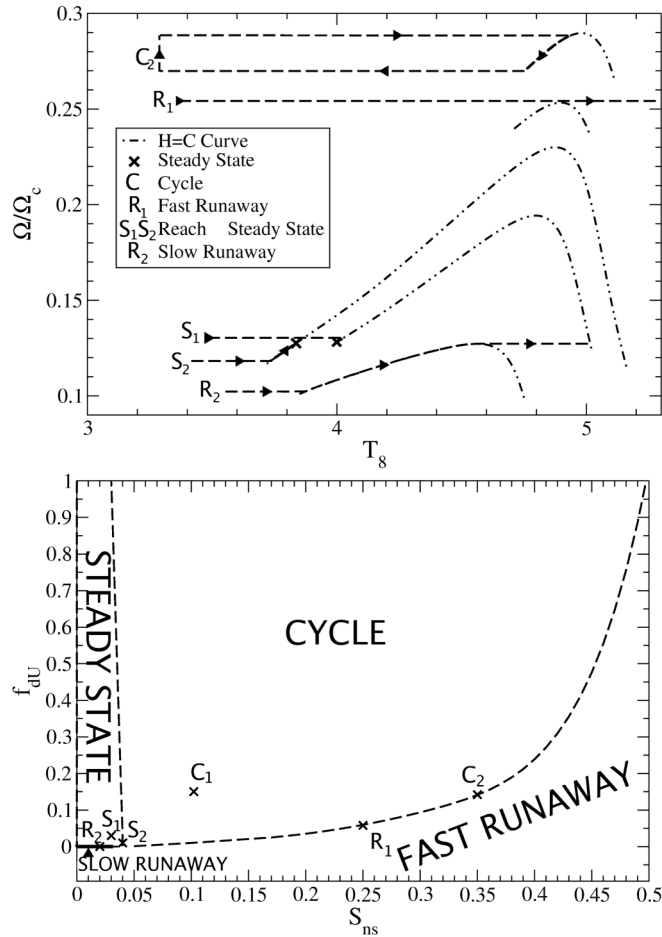 0.3
C₂
R₁
0.25
H=C Curve
Steady State
C Cycle
R₁ Fast Runaway
S₁S₂ Reach Steady State
R₂ Slow Runaway
Ω/Ω_c
0.2
0.15
S₁
S₂
R₂
0.1
3 4 5
T₈
1
0.9
0.8
0.7
0.6
0.5
0.4
0.3
0.2
0.1
0
f_dU
STEADY STATE
CYCLE
C₁
C₂
S₁ S₂
R₂
R₁
FAST RUNAWAY
SLOW RUNAWAY
0 0.05 0.1 0.15 0.2 0.25 0.3 0.35 0.4 0.45 0.5
S_ns